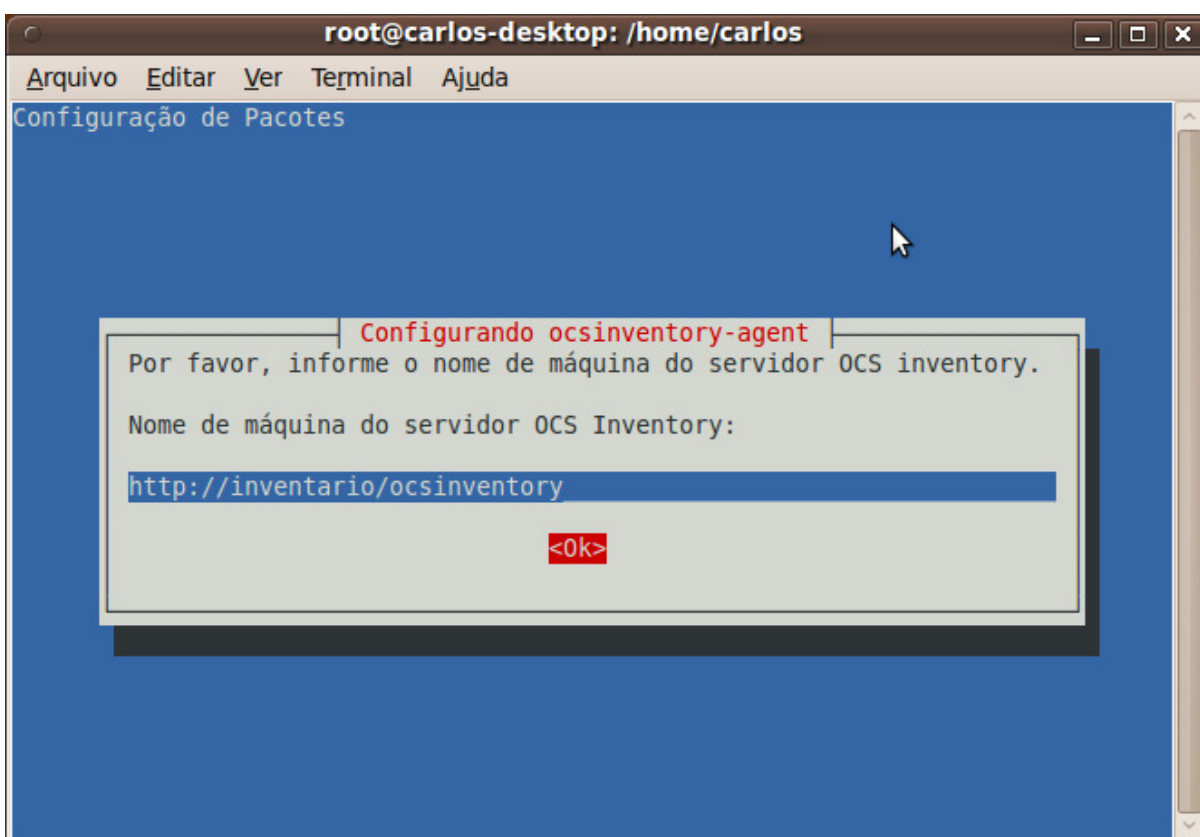 root@carlos-desktop: /home/carlos
Arquivo Editar Ver Terminal Ajuda
Configuração de Pacotes
Configurando ocsinventory-agent
Por favor, informe o nome de máquina do servidor OCS inventory.
Nome de máquina do servidor OCS Inventory:
http://inventario/ocsinventory
<Ok>